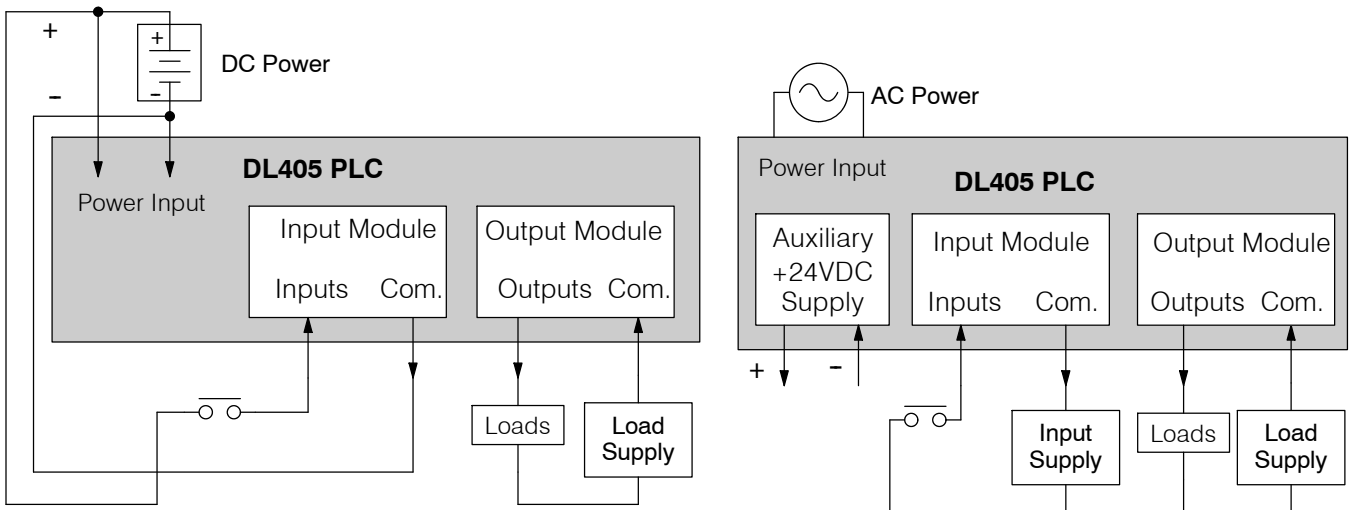 +
-
+
-
DC Power
DL405 PLC
Power Input
Input Module
Inputs Com.
Output Module
Outputs Com.
Loads
Load
Supply
AC Power
Power Input
DL405 PLC
Auxiliary
+24VDC
Supply
+ -
Input Module
Inputs Com.
Output Module
Outputs Com.
Input
Supply
Loads
Load
Supply